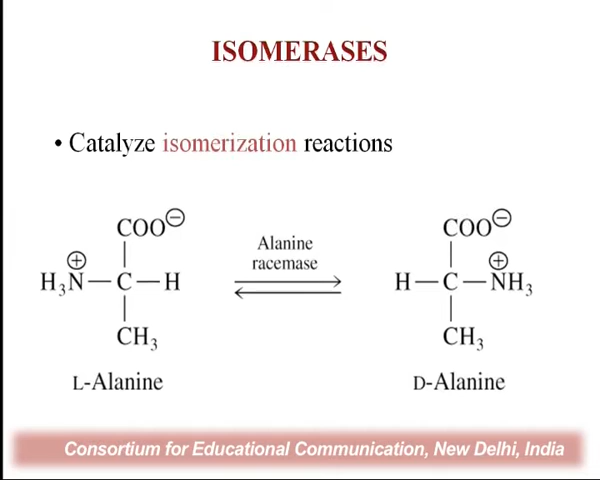 ISOMERASES
• Catalyze isomerization reactions
COO⊖
⊕
H₃N—C—H
CH₃
L-Alanine
Alanine
racemase
COO⊖
⊕
H—C—NH₃
CH₃
D-Alanine
Consortium for Educational Communication, New Delhi, India